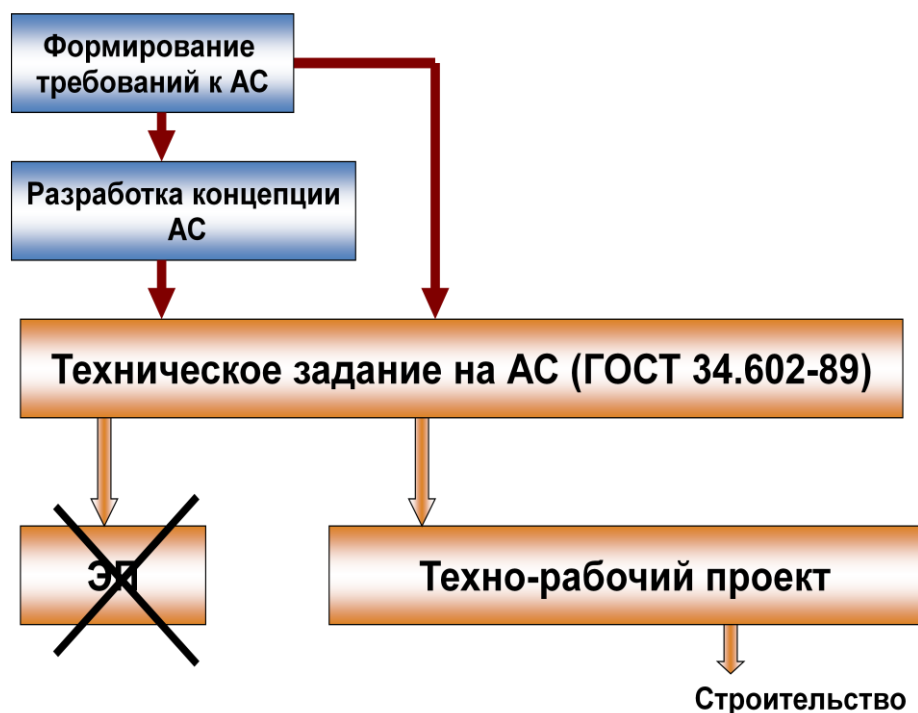 Формирование
требований к АС
Разработка концепции
АС
Техническое задание на АС (ГОСТ 34.602-89)
ЭП
Техно-рабочий проект
Строительство